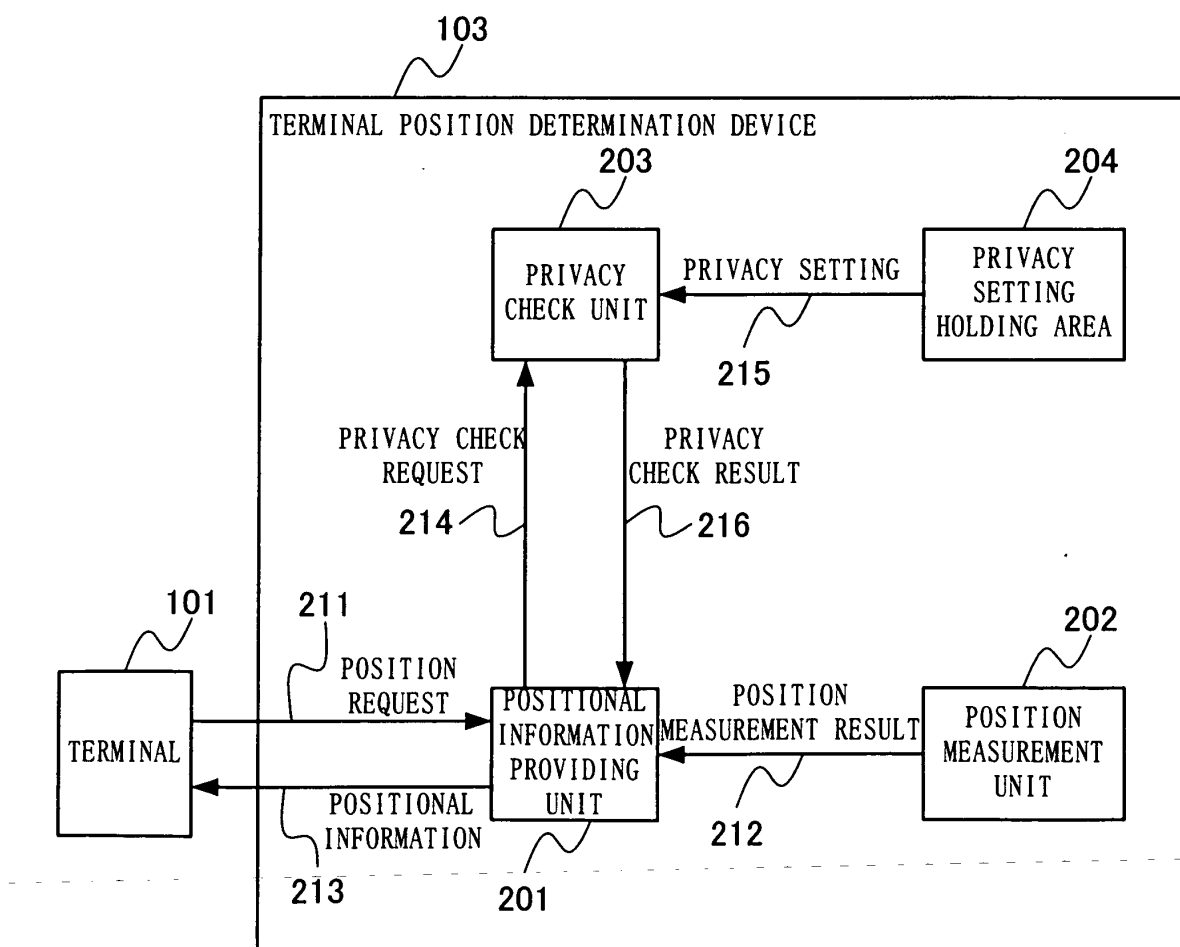 103
TERMINAL POSITION DETERMINATION DEVICE
203
204
PRIVACY
CHECK UNIT
PRIVACY SETTING
215
PRIVACY
SETTING
HOLDING AREA
PRIVACY CHECK
REQUEST
214
PRIVACY
CHECK RESULT
216
101
211
202
TERMINAL
POSITION
REQUEST
POSITIONAL
INFORMATION
PROVIDING
UNIT
POSITION
MEASUREMENT RESULT
212
POSITION
MEASUREMENT
UNIT
POSITIONAL
INFORMATION
213
201